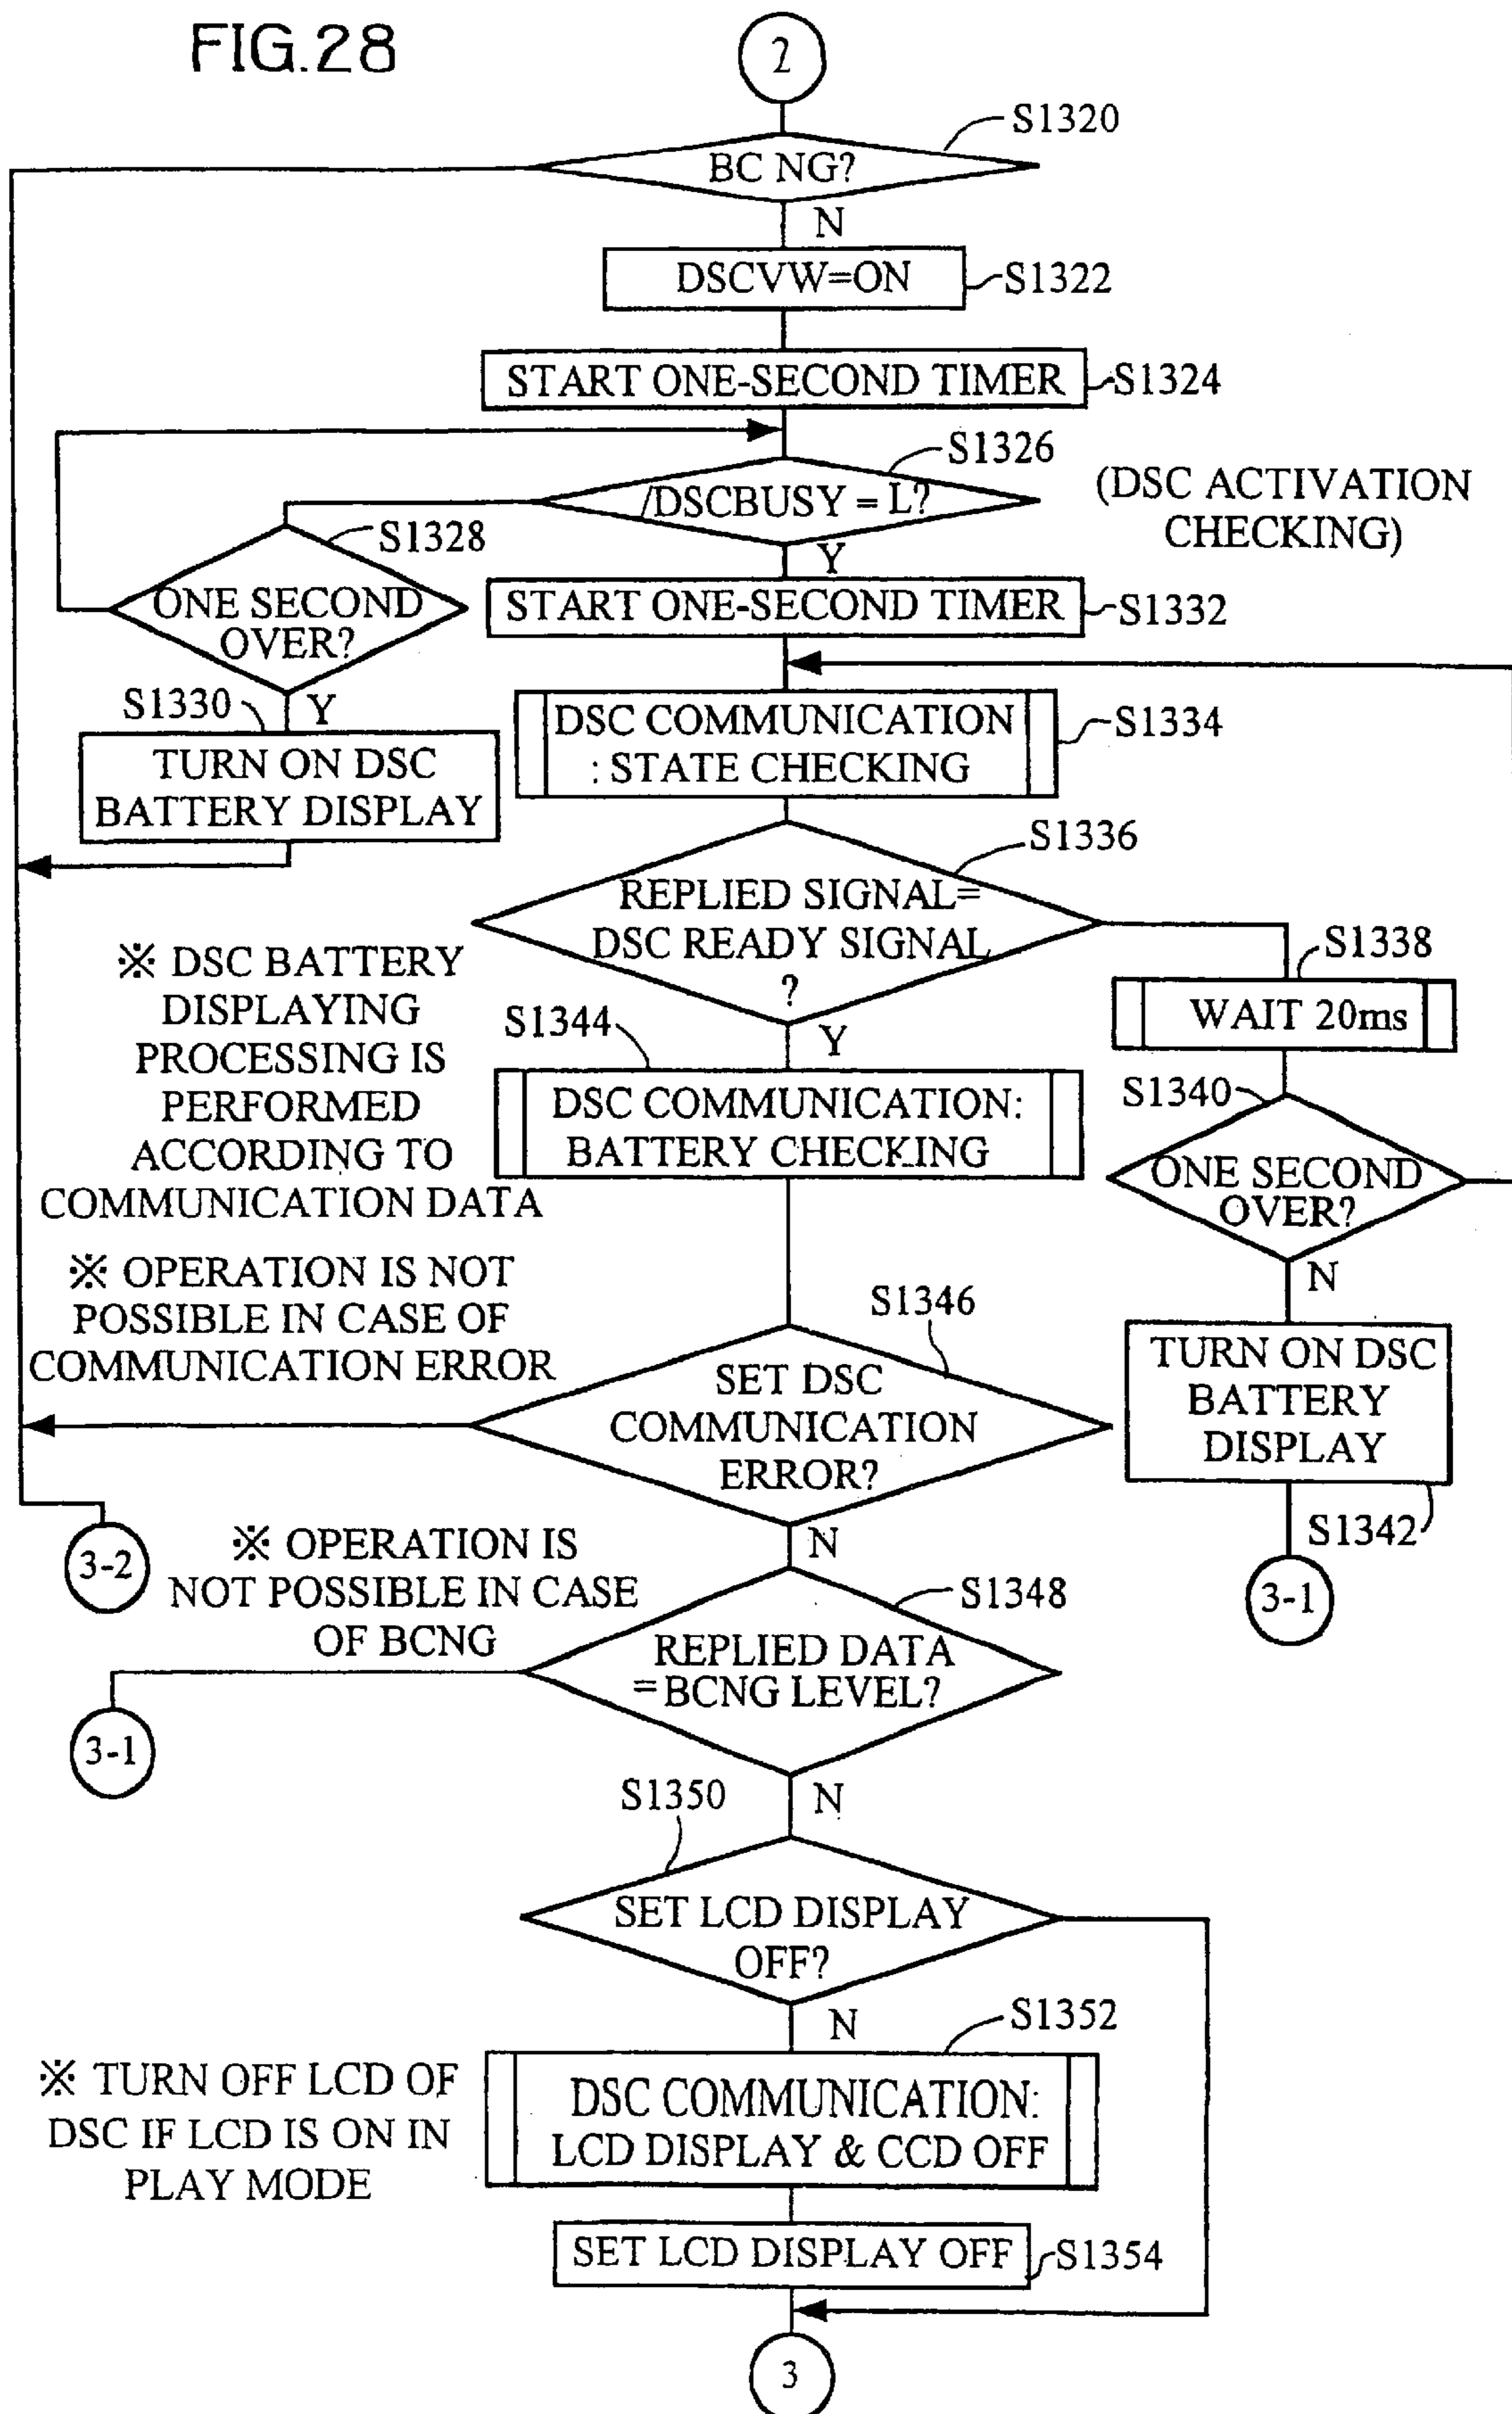 FIG.28
2
S1320
BC NG?
N
DSCVW=ON
S1322
START ONE-SECOND TIMER
S1324
S1326
/DSCBUSY = L?
(DSC ACTIVATION
CHECKING)
S1328
Y
ONE SECOND
OVER?
START ONE-SECOND TIMER
S1332
S1330
Y
TURN ON DSC
BATTERY DISPLAY
DSC COMMUNICATION
: STATE CHECKING
S1334
S1336
REPLIED SIGNAL=
DSC READY SIGNAL
?
※ DSC BATTERY
DISPLAYING
PROCESSING IS
PERFORMED
ACCORDING TO
COMMUNICATION DATA
S1338
WAIT 20ms
S1344
Y
DSC COMMUNICATION:
BATTERY CHECKING
S1340
ONE SECOND
OVER?
N
※ OPERATION IS NOT
POSSIBLE IN CASE OF
COMMUNICATION ERROR
S1346
SET DSC
COMMUNICATION
ERROR?
TURN ON DSC
BATTERY
DISPLAY
S1342
3-1
N
3-2
※ OPERATION IS
NOT POSSIBLE IN CASE
OF BCNG
S1348
REPLIED DATA
=BCNG LEVEL?
3-1
N
S1350
SET LCD DISPLAY
OFF?
N
S1352
※ TURN OFF LCD OF
DSC IF LCD IS ON IN
PLAY MODE
DSC COMMUNICATION:
LCD DISPLAY & CCD OFF
SET LCD DISPLAY OFF
S1354
3